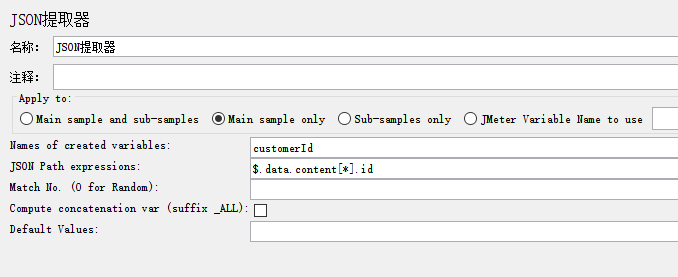 JSON提取器
名称： JSON提取器
注释：
Apply to:
Main sample and sub-samples Main sample only Sub-samples only JMeter Variable Name to use
Names of created variables: customerId
JSON Path expressions: $.data.content[*].id
Match No. (0 for Random):
Compute concatenation var (suffix _ALL):
Default Values: